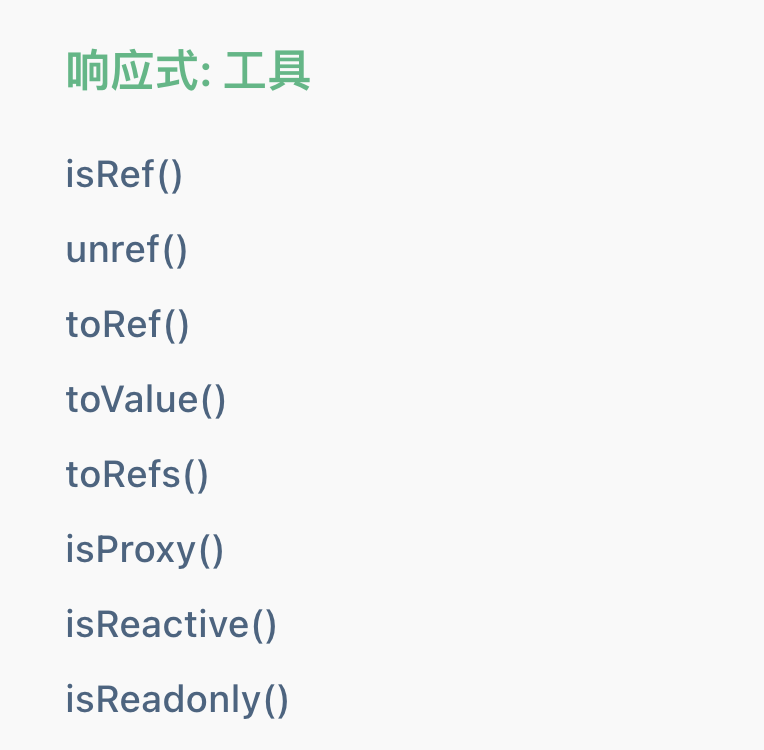 响应式: 工具
isRef()
unref()
toRef()
toValue()
toRefs()
isProxy()
isReactive()
isReadonly()